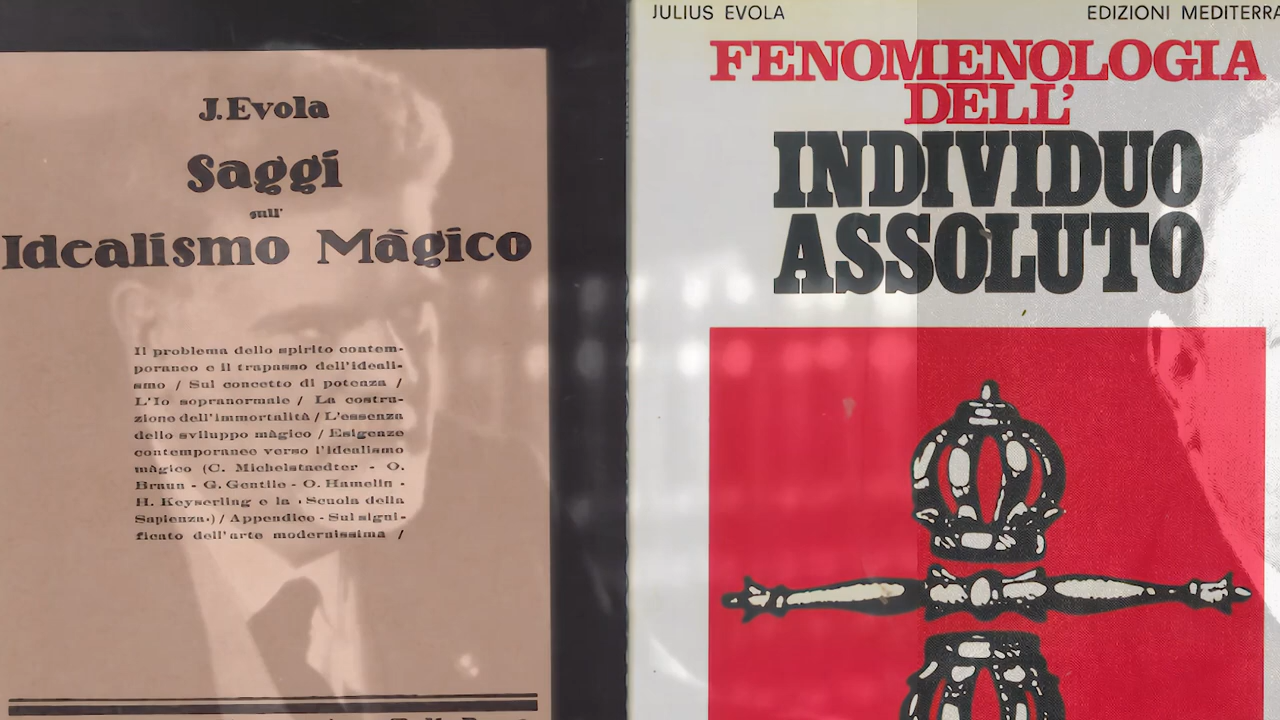 J. Evola
Saggi
sull'
Idealismo Màgico
Il problema dello spirito contem-
poraneo e il trapasso dell'ideali-
smo / Sul concetto di potenza /
L'Io sopranormale / La costru-
zione dell'immortalità / L'essenza
dello sviluppo màgico / Esigenze
contemporanee verso l'idealismo
màgico (C. Michelstaedter - O.
Braun - G. Gentile - O. Hamelin -
H. Keyserling e la «Scuola della
Sapienza») / Appendice - Sul signi-
ficato dell'arte modernissima /
JULIUS EVOLA
EDIZIONI MEDITERRA
FENOMENOLOGIA
DELL'
INDIVIDUO
ASSOLUTO